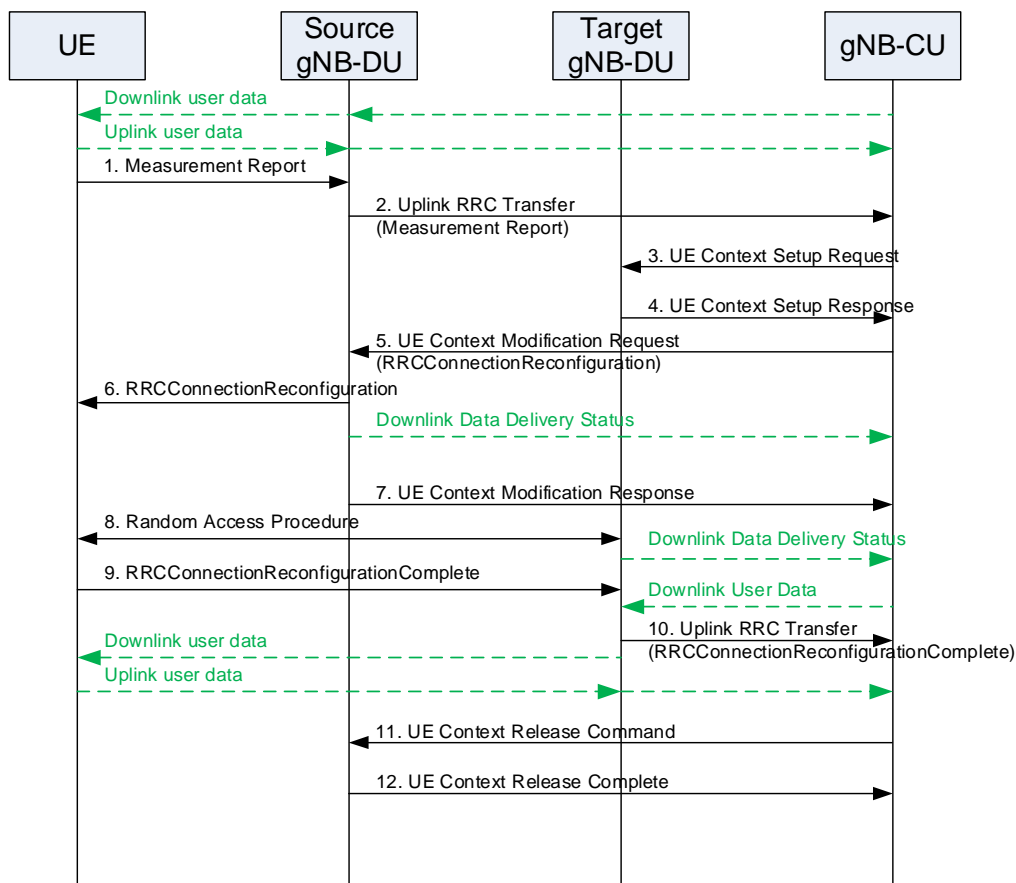 UE
Source
gNB-DU
Target
gNB-DU
gNB-CU
Downlink user data
Uplink user data
1. Measurement Report
2. Uplink RRC Transfer
(Measurement Report)
3. UE Context Setup Request
4. UE Context Setup Response
5. UE Context Modification Request
(RRCConnectionReconfiguration)
6. RRCConnectionReconfiguration
Downlink Data Delivery Status
7. UE Context Modification Response
8. Random Access Procedure
Downlink Data Delivery Status
9. RRCConnectionReconfigurationComplete
Downlink User Data
10. Uplink RRC Transfer
(RRCConnectionReconfigurationComplete)
Downlink user data
Uplink user data
11. UE Context Release Command
12. UE Context Release Complete